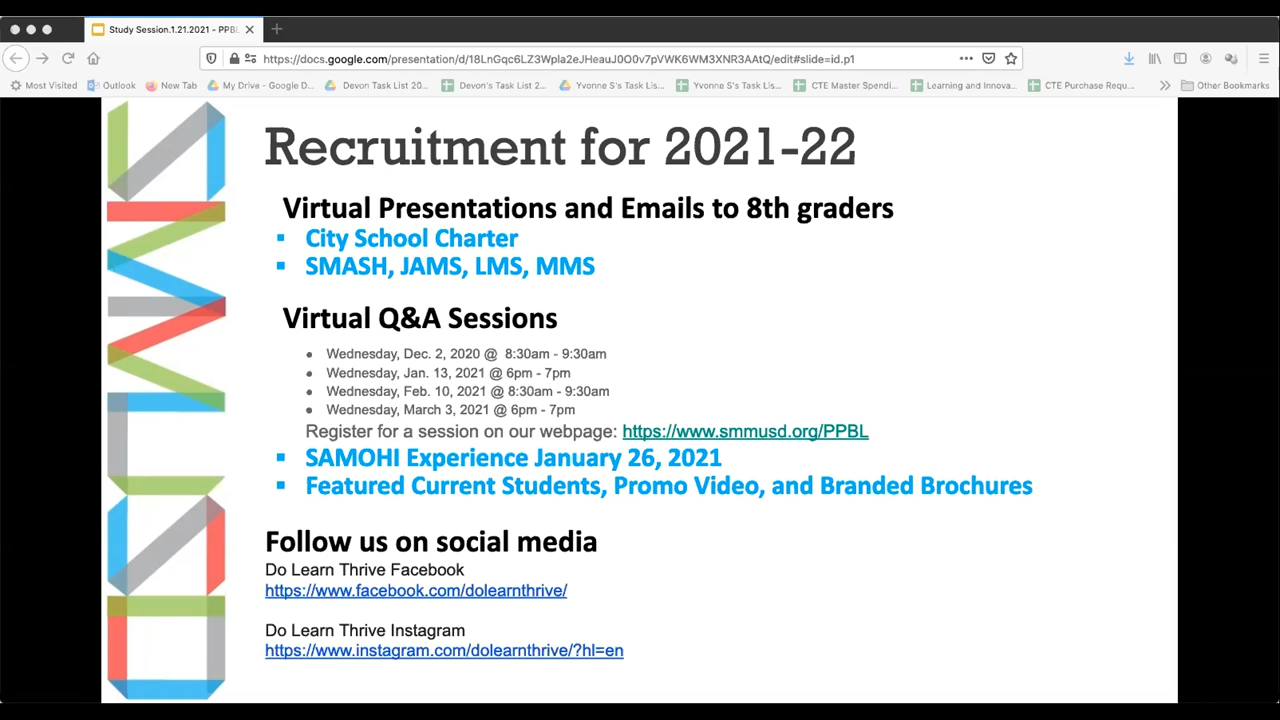 Study Session.1.21.2021 - PPBL
https://docs.google.com/presentation/d/18LnGqc6LZ3Wpla2eJHeauJ0O0v7pVWK6WM3XNR3AAtQ/edit#slide=id.p1
Most Visited Outlook New Tab My Drive - Google D... Devon Task List 20... Devon's Task List 2... Yvonne S's Task Lis... Yvonne S's Task Lis... CTE Master Spendi... Learning and Innova... CTE Purchase Requ... Other Bookmarks
Recruitment for 2021-22
Virtual Presentations and Emails to 8th graders
City School Charter
SMASH, JAMS, LMS, MMS
Virtual Q&A Sessions
Wednesday, Dec. 2, 2020 @ 8:30am - 9:30am
Wednesday, Jan. 13, 2021 @ 6pm - 7pm
Wednesday, Feb. 10, 2021 @ 8:30am - 9:30am
Wednesday, March 3, 2021 @ 6pm - 7pm
Register for a session on our webpage: https://www.smmusd.org/PPBL
SAMOHI Experience January 26, 2021
Featured Current Students, Promo Video, and Branded Brochures
Follow us on social media
Do Learn Thrive Facebook
https://www.facebook.com/dolearnthrive/
Do Learn Thrive Instagram
https://www.instagram.com/dolearnthrive/?hl=en
SMMUSD